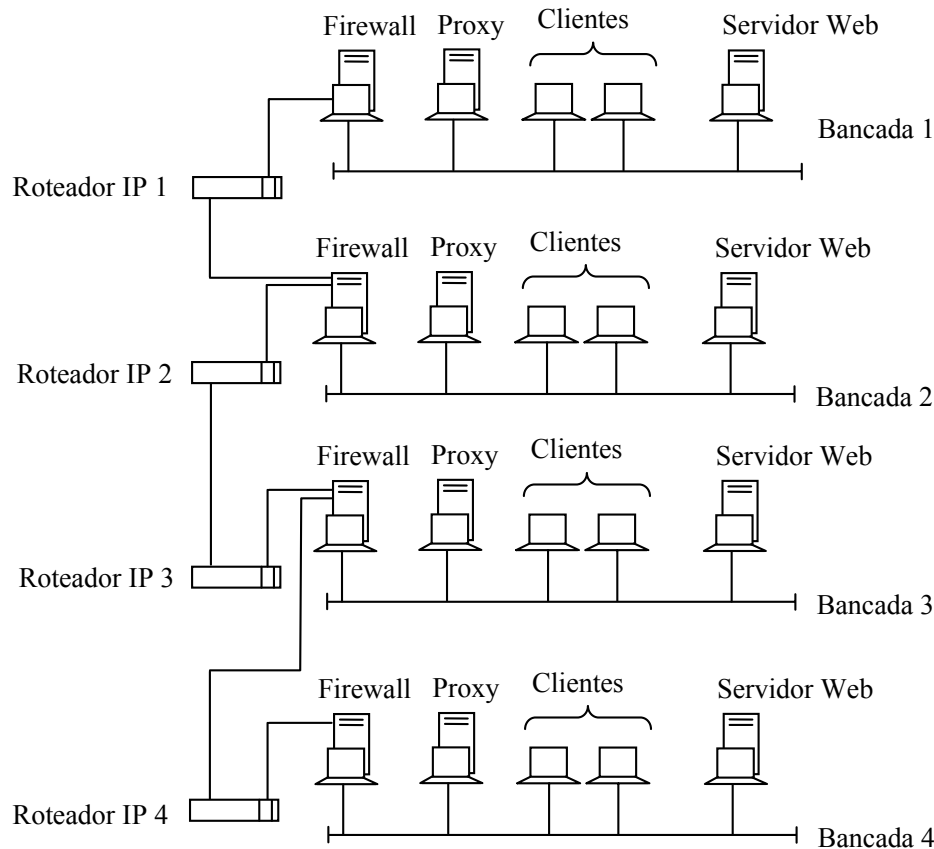 Firewall Proxy Clientes Servidor Web
Bancada 1
Roteador IP 1
Firewall Proxy Clientes Servidor Web
Roteador IP 2
Bancada 2
Firewall Proxy Clientes Servidor Web
Roteador IP 3
Bancada 3
Firewall Proxy Clientes Servidor Web
Roteador IP 4
Bancada 4